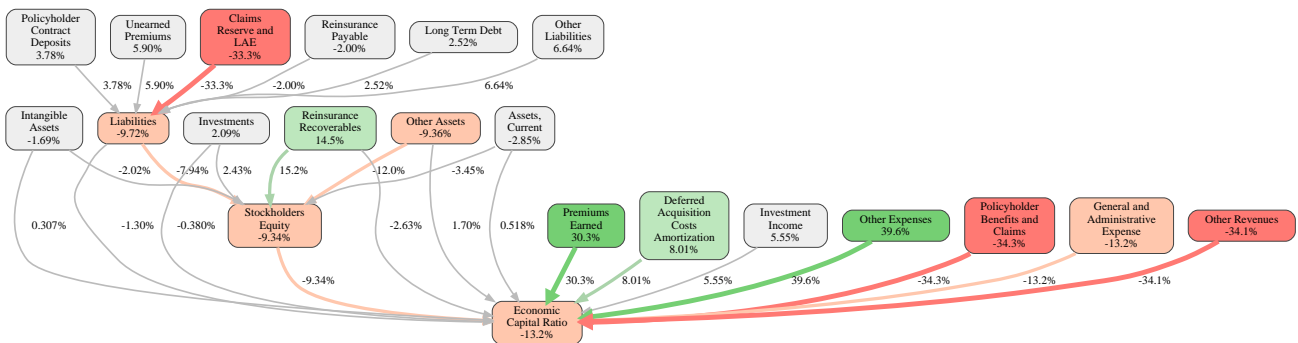 Policyholder
Contract
Deposits
3.78%
Unearned
Premiums
5.90%
Claims
Reserve and
LAE
-33.3%
Reinsurance
Payable
-2.00%
Long Term Debt
2.52%
Other
Liabilities
6.64%
3.78%
5.90%
-33.3%
-2.00%
2.52%
6.64%
Intangible
Assets
-1.69%
Liabilities
-9.72%
Investments
2.09%
Reinsurance
Recoverables
14.5%
Other Assets
-9.36%
Assets,
Current
-2.85%
-2.02%
-7.94%
2.43%
15.2%
-12.0%
-3.45%
Stockholders
Equity
-9.34%
Premiums
Earned
30.3%
Deferred
Acquisition
Costs
Amortization
8.01%
Investment
Income
5.55%
Other Expenses
39.6%
Policyholder
Benefits and
Claims
-34.3%
General and
Administrative
Expense
-13.2%
Other Revenues
-34.1%
0.307%
-1.30%
-0.380%
-2.63%
1.70%
0.518%
-9.34%
30.3%
8.01%
5.55%
39.6%
-34.3%
-13.2%
-34.1%
Economic
Capital Ratio
-13.2%